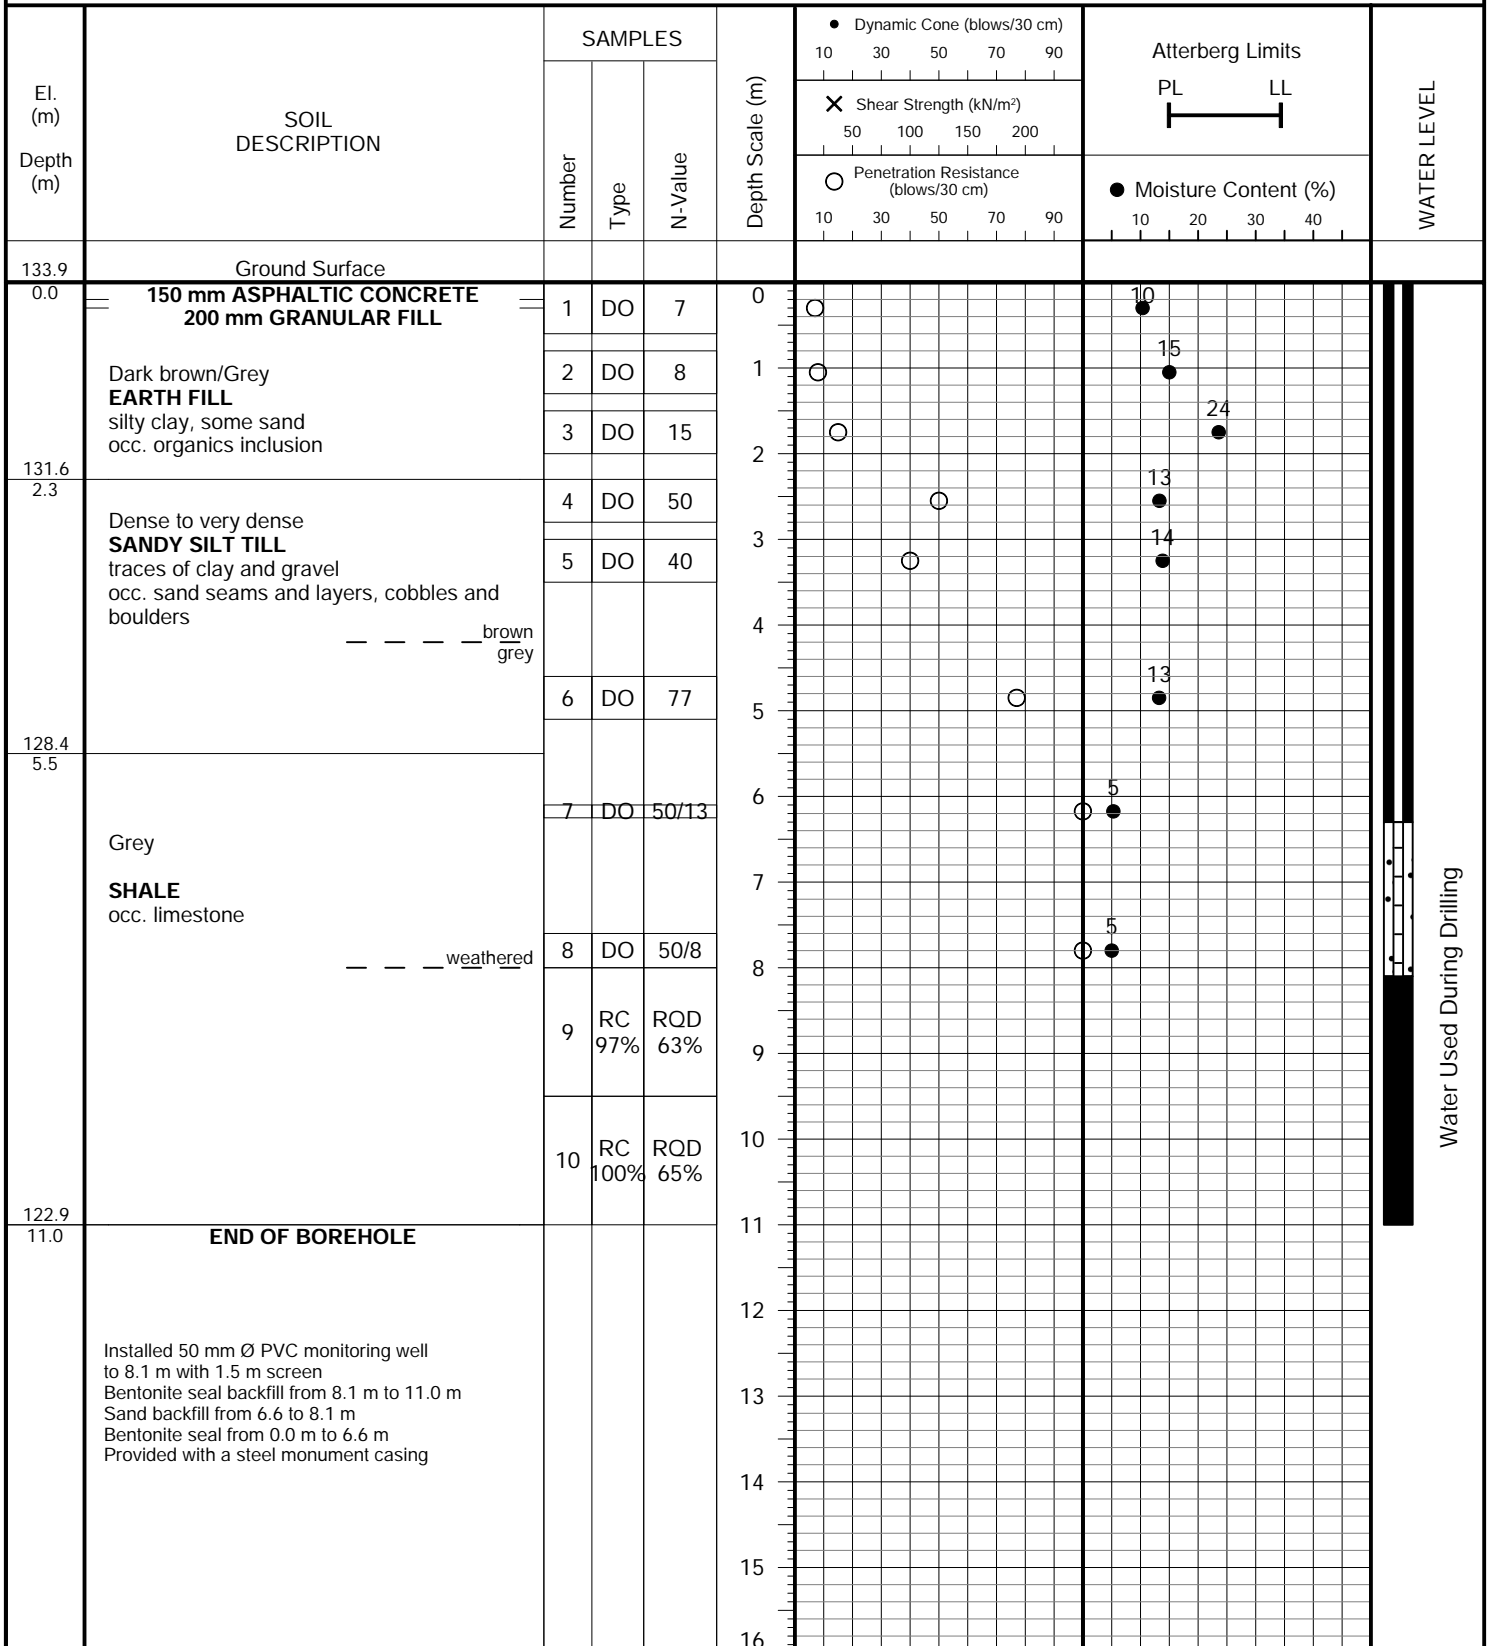 El.
(m)
Depth
(m)
SOIL
DESCRIPTION
SAMPLES
Number
Type
N-Value
Depth Scale (m)
Dynamic Cone (blows/30 cm)
10 30 50 70 90
Shear Strength (kN/m²)
50 100 150 200
Penetration Resistance
(blows/30 cm)
10 30 50 70 90
Atterberg Limits
PL LL
Moisture Content (%)
10 20 30 40
WATER LEVEL
133.9
Ground Surface
0.0
150 mm ASPHALTIC CONCRETE
200 mm GRANULAR FILL
1 DO 7
0
10
Dark brown/Grey
EARTH FILL
silty clay, some sand
occ. organics inclusion
2 DO 8
1
15
3 DO 15
24
2
131.6
2.3
4 DO 50
13
Dense to very dense
SANDY SILT TILL
traces of clay and gravel
occ. sand seams and layers, cobbles and
boulders
3
14
5 DO 40
4
brown
grey
6 DO 77
13
5
128.4
5.5
6
5
7 DO 50/13
Grey
SHALE
occ. limestone
7
5
weathered
8 DO 50/8
8
9
RC
97%
RQD
63%
9
10
10
RC
100%
RQD
65%
122.9
11.0
11
END OF BOREHOLE
Water Used During Drilling
12
Installed 50 mm Ø PVC monitoring well
to 8.1 m with 1.5 m screen
Bentonite seal backfill from 8.1 m to 11.0 m
Sand backfill from 6.6 to 8.1 m
Bentonite seal from 0.0 m to 6.6 m
Provided with a steel monument casing
13
14
15
16